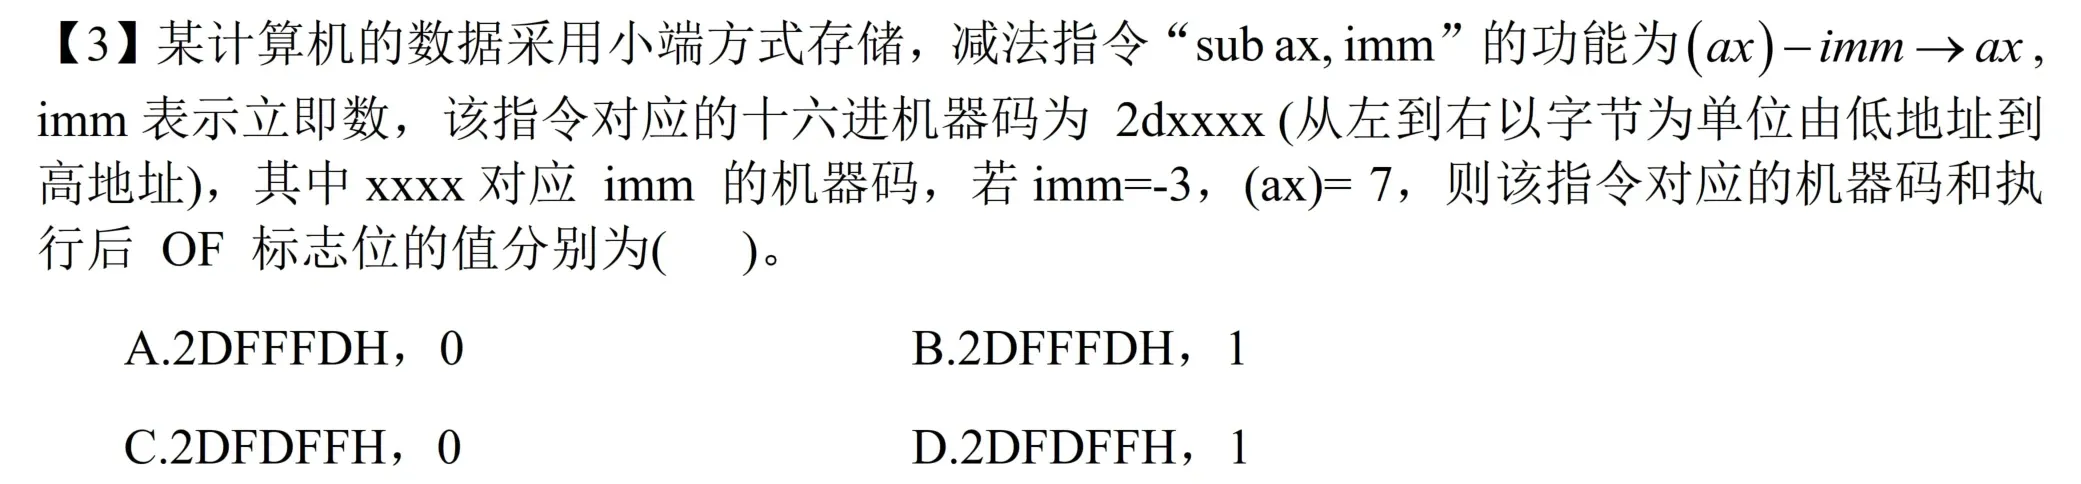 【3】某计算机的数据采用小端方式存储，减法指令“sub ax, imm”的功能为(ax)−imm→ax，
imm 表示立即数，该指令对应的十六进机器码为 2dxxxx (从左到右以字节为单位由低地址到
高地址)，其中 xxxx 对应 imm 的机器码，若 imm=-3，(ax)= 7，则该指令对应的机器码和执
行后 OF 标志位的值分别为( )。
A.2DFFFDH，0 B.2DFFFDH，1
C.2DFDFFH，0 D.2DFDFFH，1